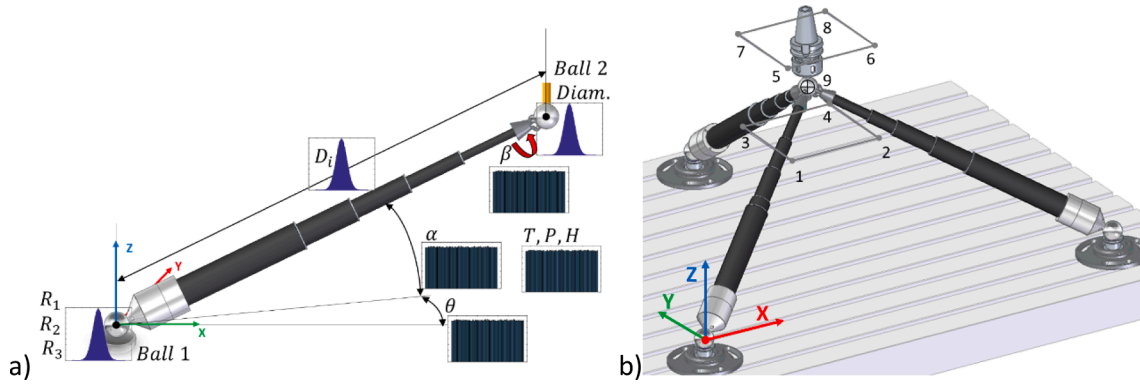 a)
Ball 2
Diam.
D_i
β
Z
Y
α
T, P, H
θ
R_1
R_2
R_3
X
Ball 1
b)
8
7
6
5
9
4
3
2
1
Z
Y
X